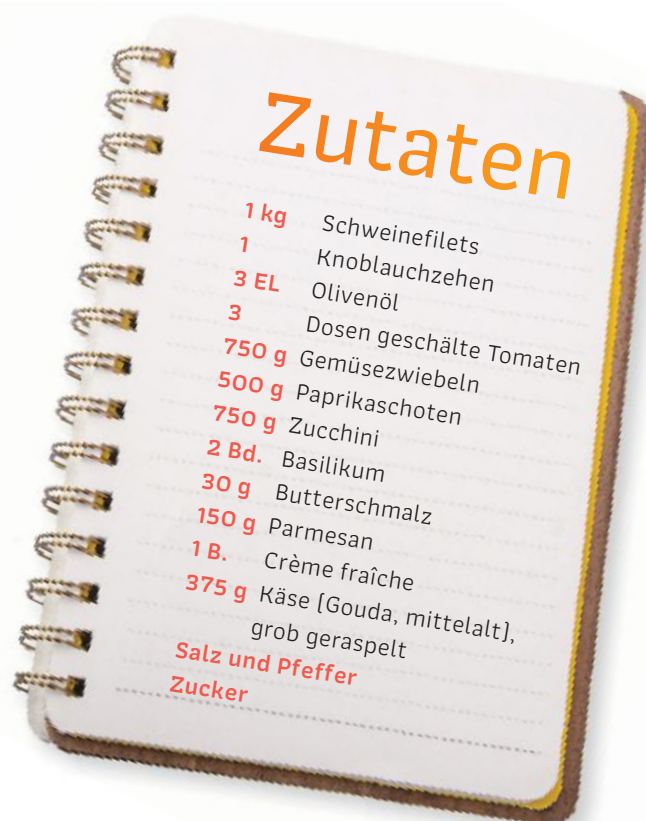 Zutaten
1 kg Schweinefilets
1 Knoblauchzehen
3 EL Olivenöl
3 Dosen geschälte Tomaten
750 g Gemüsezwiebeln
500 g Paprikaschoten
750 g Zucchini
2 Bd. Basilikum
30 g Butterschmalz
150 g Parmesan
1 B. Crème fraîche
375 g Käse (Gouda, mittelalt),
grob geraspelt
Salz und Pfeffer
Zucker